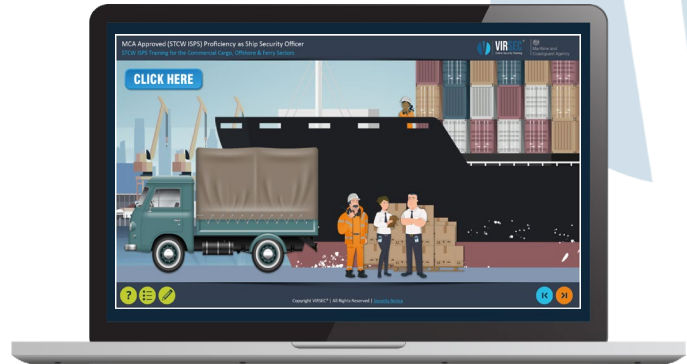 MCA Approved (STCW ISPS) Proficiency as Ship Security Officer
STCW ISPS Training for the Commercial Cargo, Offshore & Ferry Sectors
VIRSEC
Maritime and
Coastguard Agency
CLICK HERE
?
Copyright VIRSEC® | All Rights Reserved | Security Notice